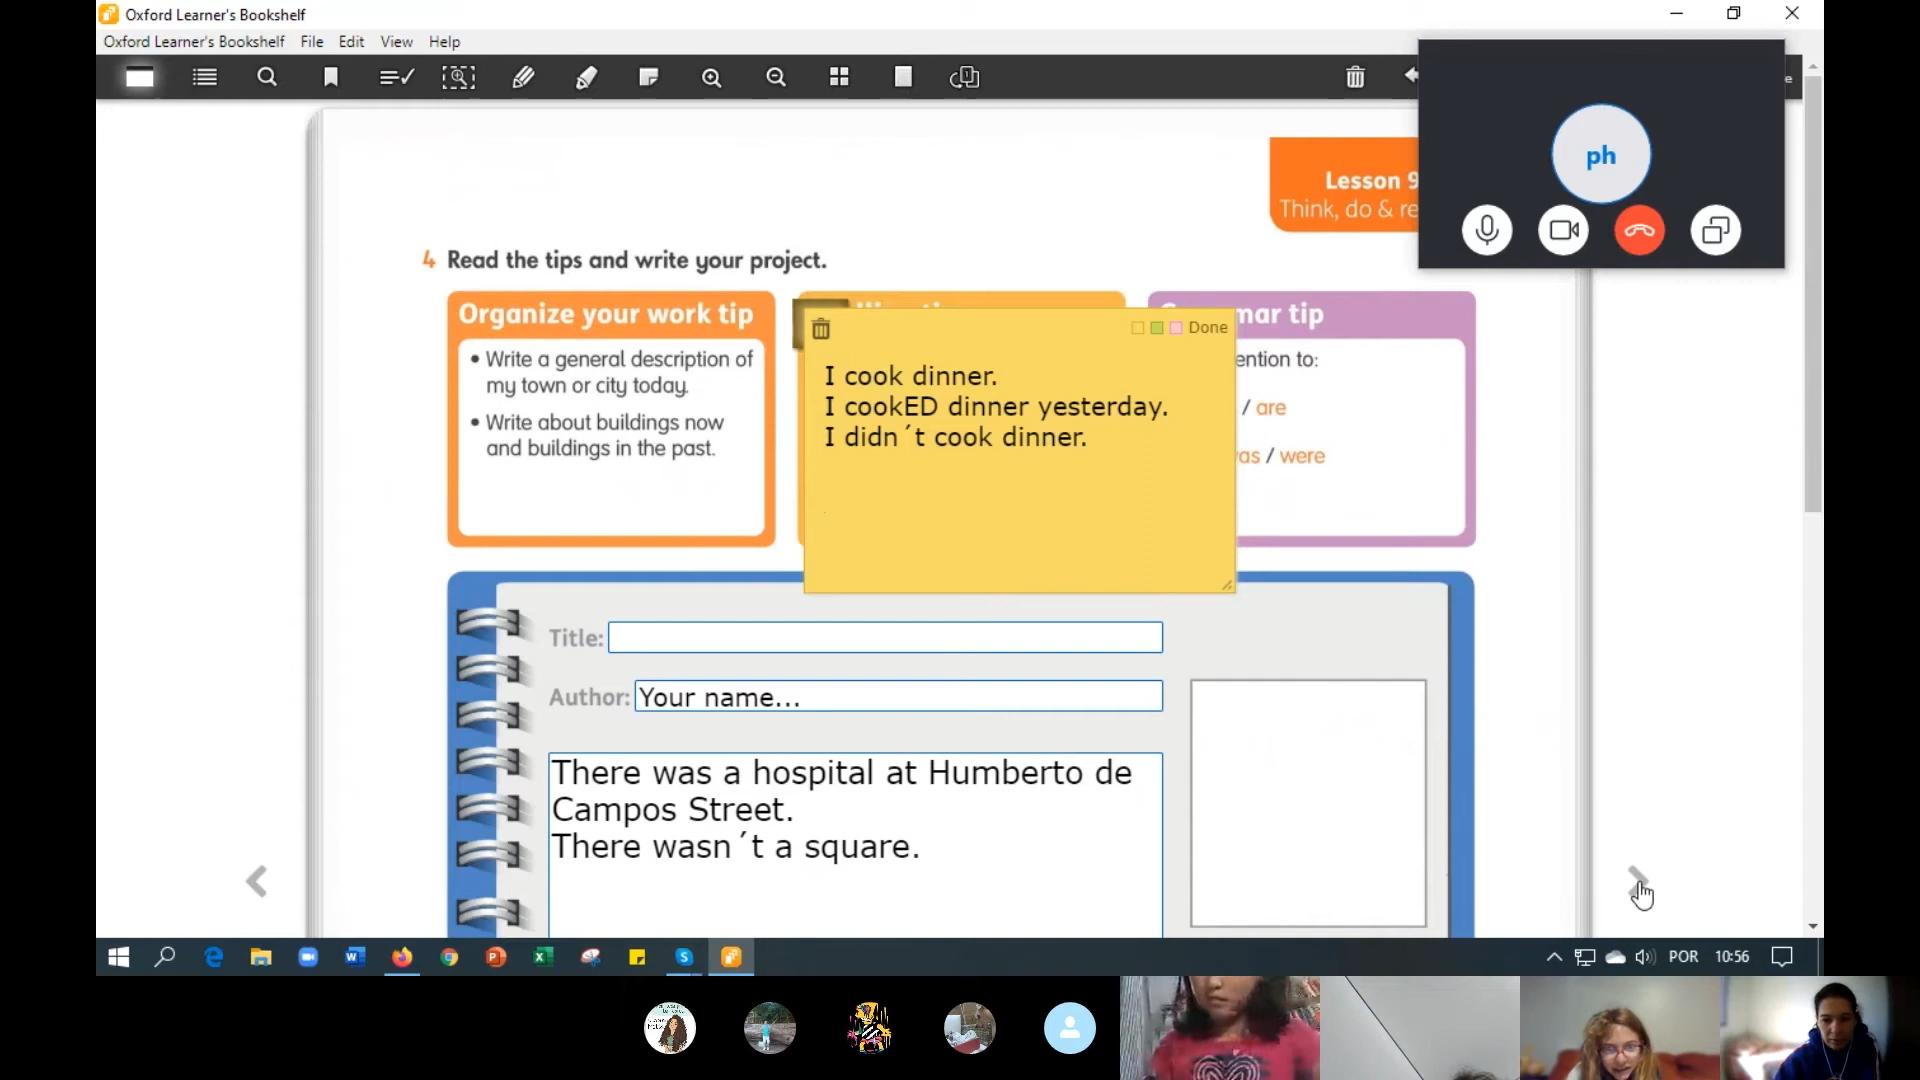 Oxford Learner's Bookshelf
Oxford Learner's Bookshelf File Edit View Help
Lesson 9
Think, do & re
ph
4 Read the tips and write your project.
Organize your work tip
• Write a general description of
my town or city today.
• Write about buildings now
and buildings in the past.
Done
I cook dinner.
I cookED dinner yesterday.
I didn´t cook dinner.
mar tip
ention to:
/ are
as / were
Title:
Author: Your name...
There was a hospital at Humberto de
Campos Street.
There wasn´t a square.
POR 10:56